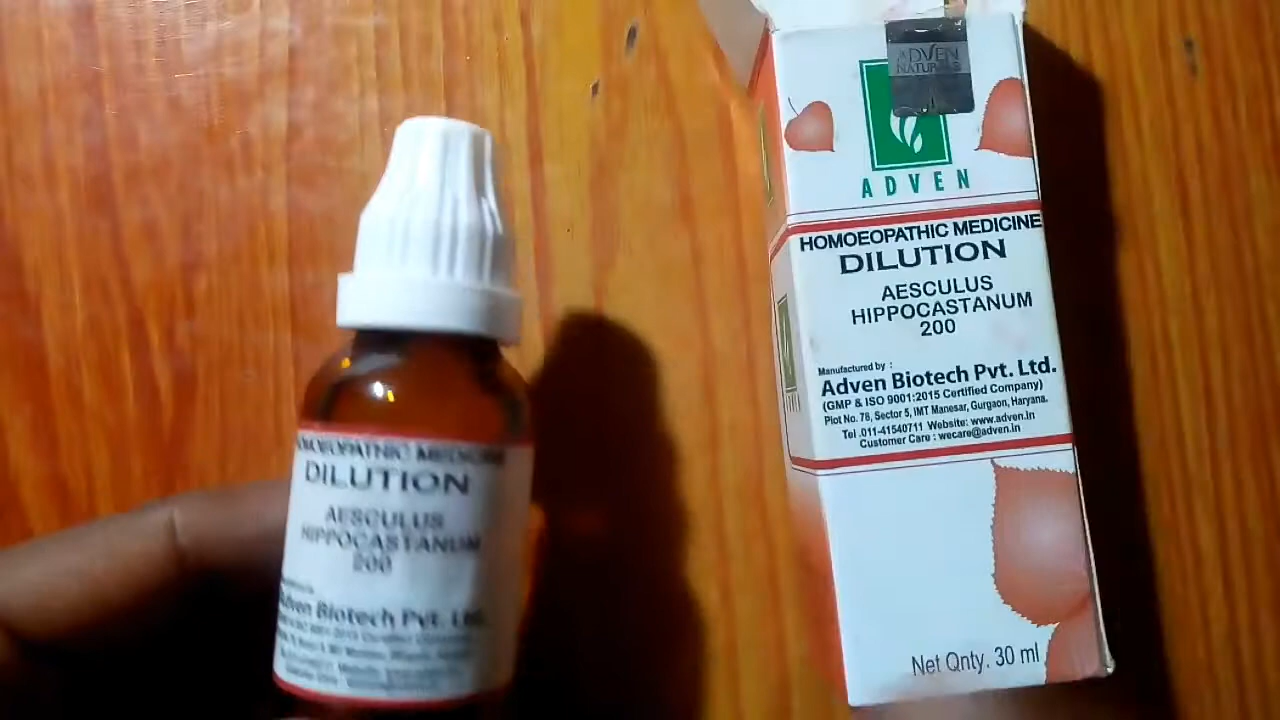 HOMOEOPATHIC MEDICINE
DILUTION
AESCULUS
HIPPOCASTANUM
200
Adven Biotech Pvt.
ADVEN
NATURALS
ADVEN
HOMOEOPATHIC MEDICINE
DILUTION
AESCULUS
HIPPOCASTANUM
200
Manufactured by :
Adven Biotech Pvt. Ltd.
(GMP & ISO 9001:2015 Certified Company)
Plot No. 78, Sector 5, IMT Manesar, Gurgaon, Haryana.
Tel .011-41540711 Website: www.adven.in
Customer Care : wecare@adven.in
Net Qnty. 30 ml